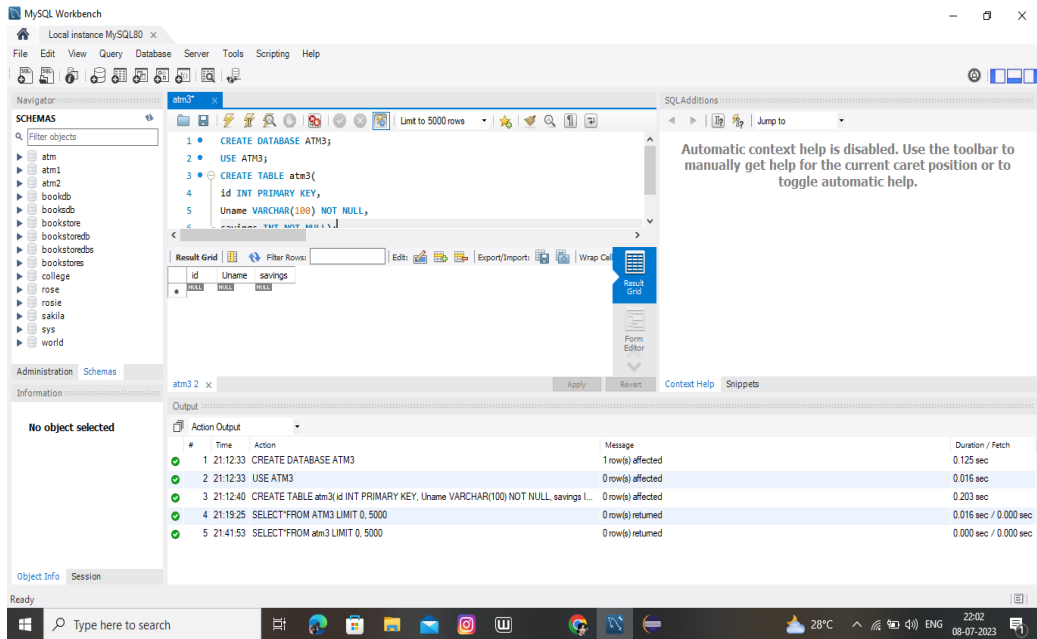 MySQL Workbench
Local instance MySQL80 ×
File Edit View Query Database Server Tools Scripting Help
Navigator
SCHEMAS
Filter objects
atm
atm1
atm2
bookdb
booksdb
bookstore
bookstoredb
bookstoredbs
bookstores
college
rose
rosie
sakila
sys
world
Administration Schemas
Information
No object selected
Object Info Session
atm3* ×
Limit to 5000 rows
1 CREATE DATABASE ATM3;
2 USE ATM3;
3 CREATE TABLE atm3(
4 id INT PRIMARY KEY,
5 Uname VARCHAR(100) NOT NULL,
6 savings INT NOT NULL);
Result Grid Filter Rows: Edit: Export/Import: Wrap Cel
id Uname savings
NULL NULL NULL
Result Grid
Form Editor
atm3 2 × Apply Revert
SQLAdditions
Jump to
Automatic context help is disabled. Use the toolbar to
manually get help for the current caret position or to
toggle automatic help.
Context Help Snippets
Output
Action Output
# Time Action Message Duration / Fetch
1 21:12:33 CREATE DATABASE ATM3 1 row(s) affected 0.125 sec
2 21:12:33 USE ATM3 0 row(s) affected 0.016 sec
3 21:12:40 CREATE TABLE atm3( id INT PRIMARY KEY, Uname VARCHAR(100) NOT NULL, savings I... 0 row(s) affected 0.203 sec
4 21:19:25 SELECT*FROM ATM3 LIMIT 0, 5000 0 row(s) returned 0.016 sec / 0.000 sec
5 21:41:53 SELECT*FROM atm3 LIMIT 0, 5000 0 row(s) returned 0.000 sec / 0.000 sec
Ready
Type here to search
28°C ENG
22:02
08-07-2023